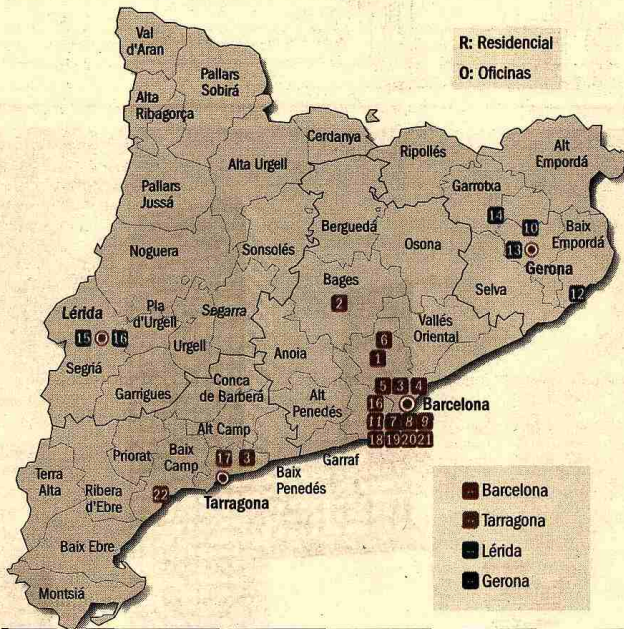 R: Residencial
O: Oficinas
Val
d'Aran
Pallars
Sobirá
Alta
Ribagorça
Cerdanya
Ripollés
Alt
Empordá
Alta Urgell
Garrotxa
Pallars
Jussá
Berguedá
14
10
Baix
Empordá
Osona
Noguera
Sonsolés
13
Gerona
Bages
2
Selva
12
Lérida
Pla
d'Urgell
Segarra
Vallés
Oriental
15
16
Urgell
6
Anoia
1
Segriá
Garrigues
Conca
de Barberá
Alt
Penedés
5 3 4
16
Barcelona
11 7 8 9
18 19 20 21
Alt Camp
Priorat
Baix
Camp
17
3
Garraf
Baix
Penedés
Terra
Alta
Ribera
d'Ebre
22
Tarragona
Baix Ebre
Montsiá
Barcelona
Tarragona
Lérida
Gerona